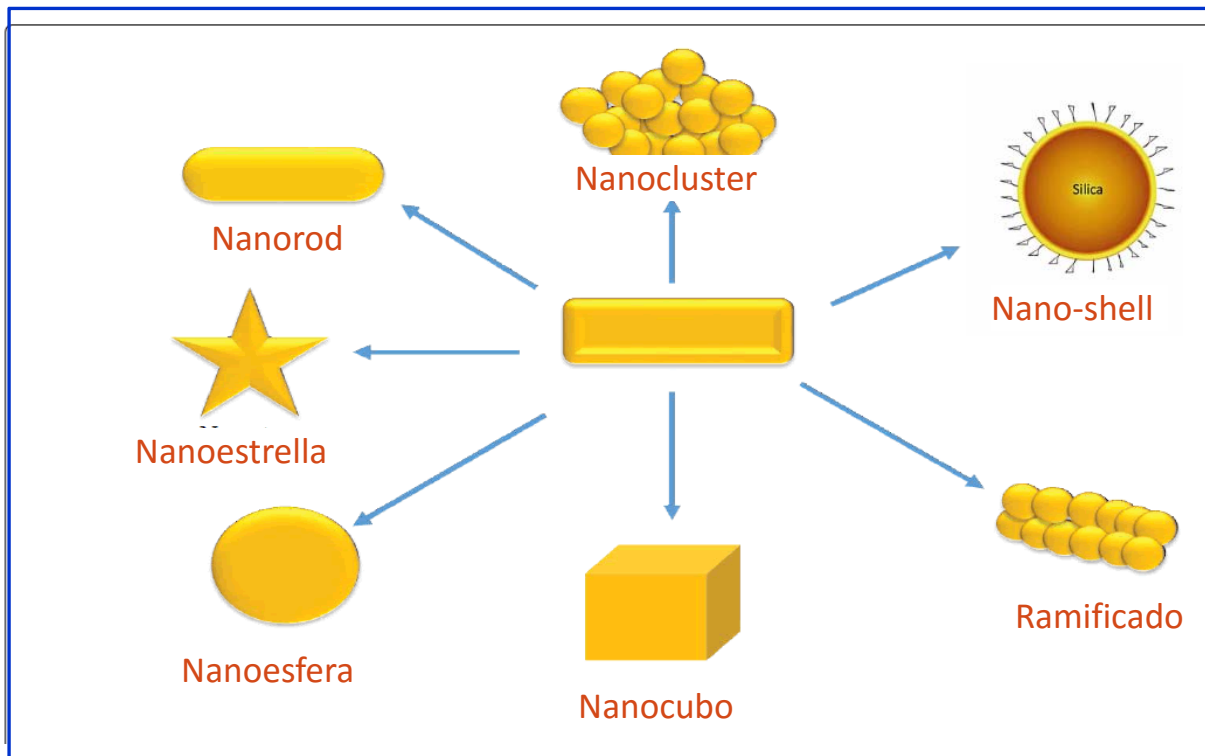 Nanocluster
Silica
Nanorod
Nano-shell
Nanoestrella
Ramificado
Nanoesfera
Nanocubo